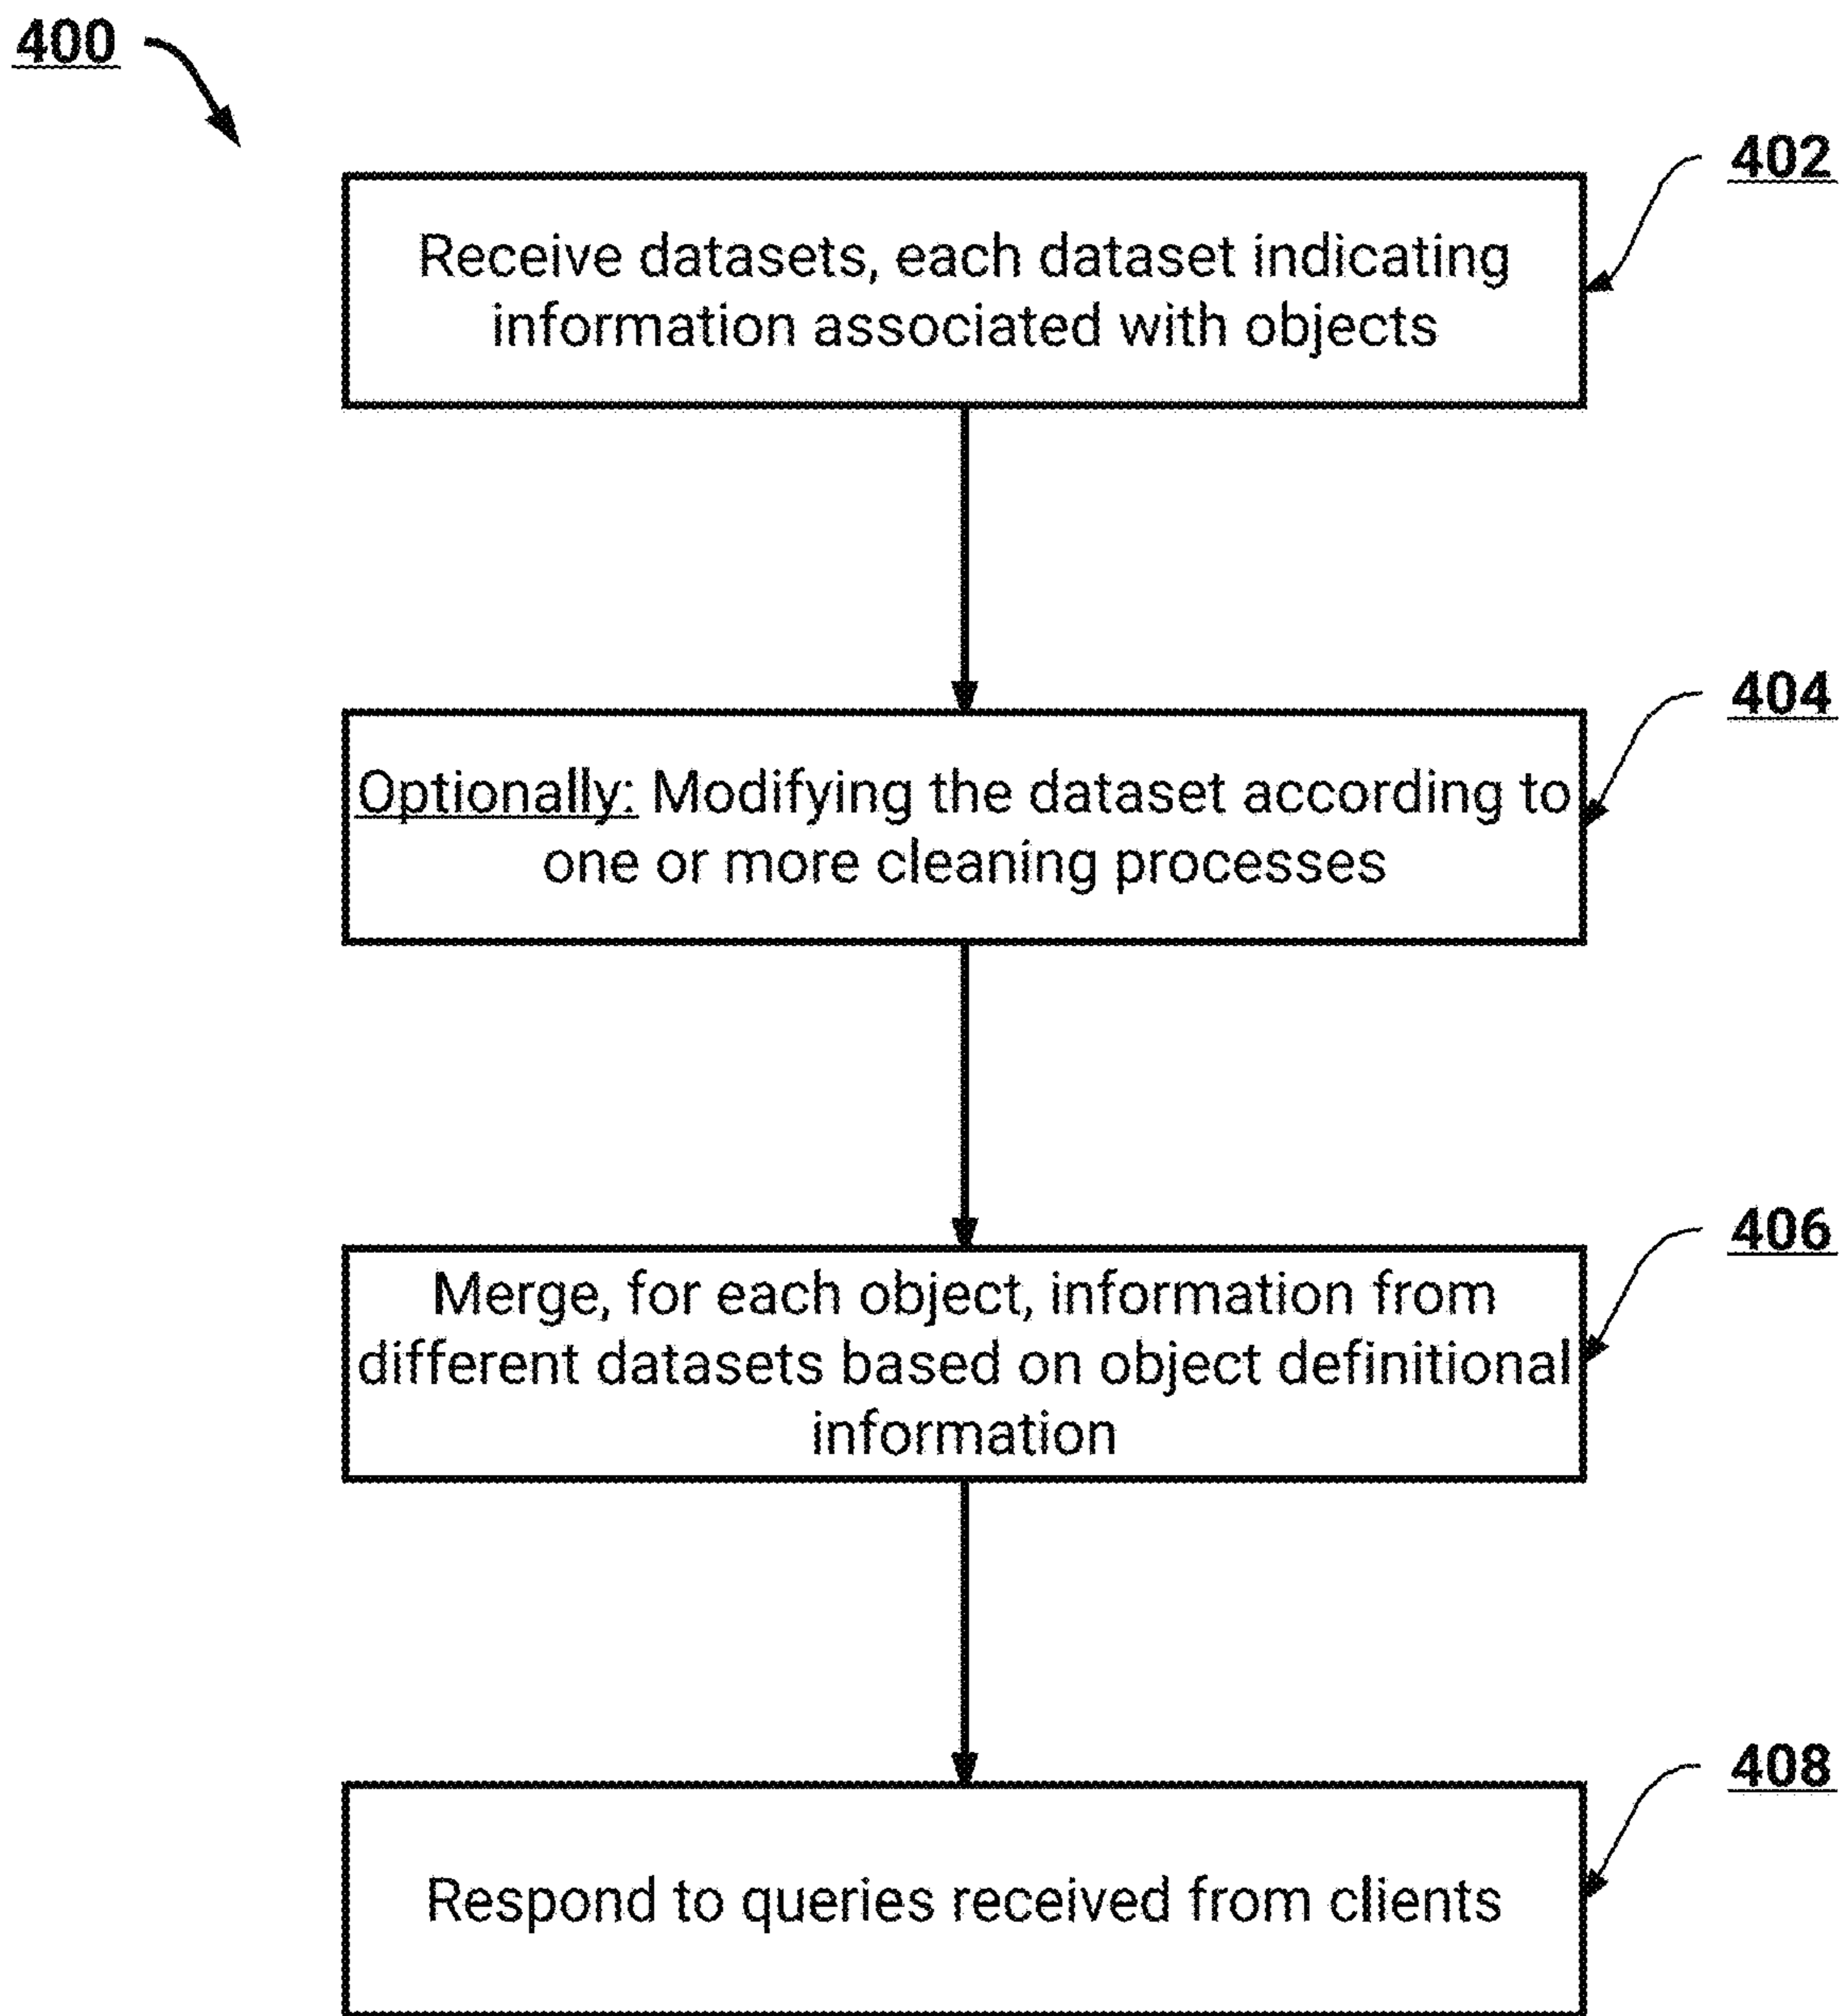 400
402
Receive datasets, each dataset indicating
information associated with objects
404
Optionally: Modifying the dataset according to
one or more cleaning processes
406
Merge, for each object, information from
different datasets based on object definitional
information
408
Respond to queries received from clients